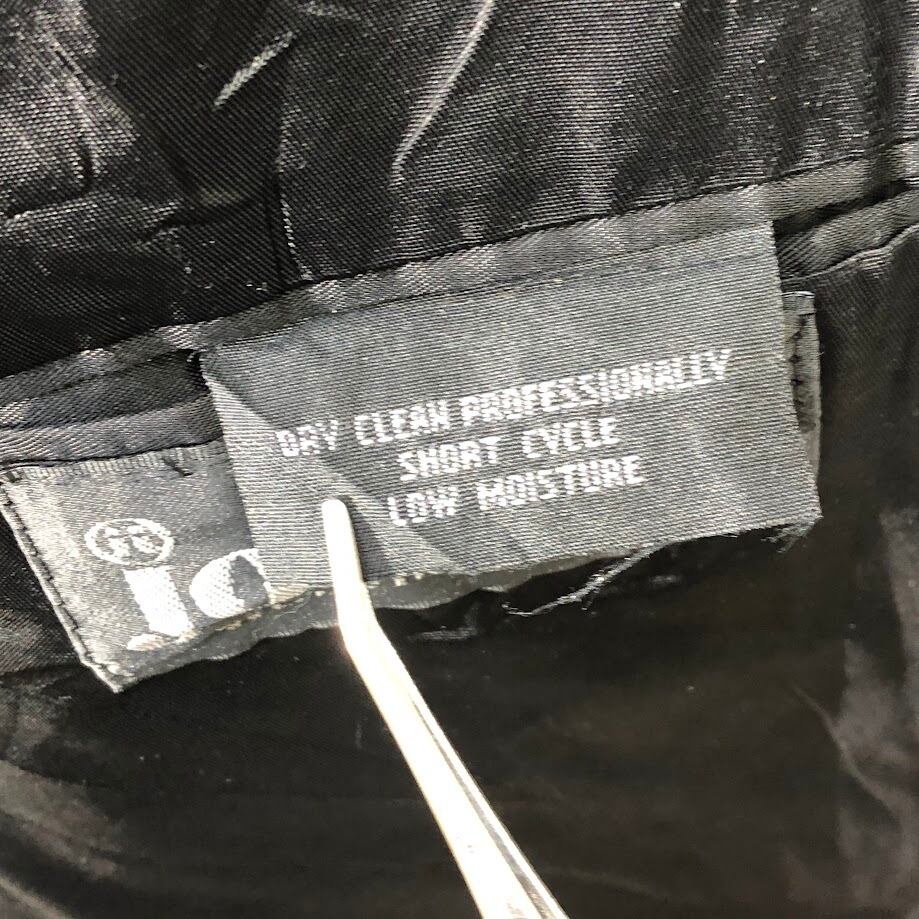 DRY CLEAN PROFESSIONALLY
SHORT CYCLE
LOW MOISTURE